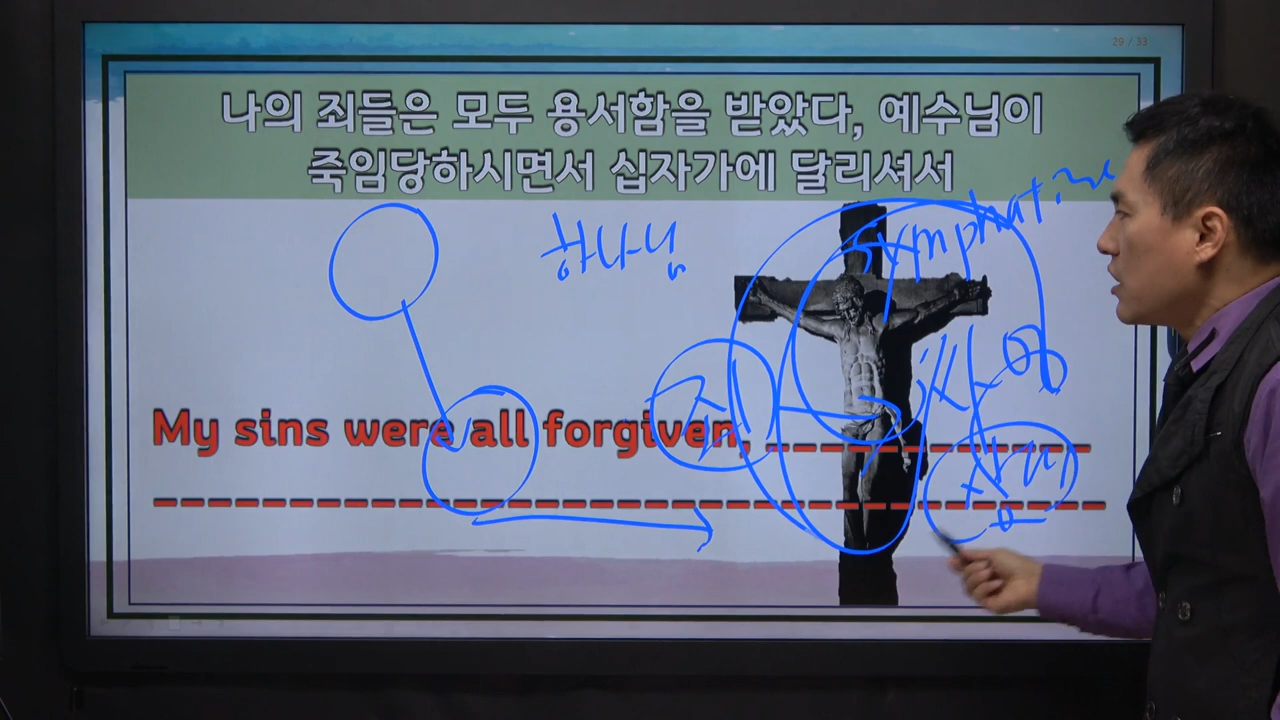 29 / 33
나의 죄들은 모두 용서함을 받았다, 예수님이
죽임당하시면서 십자가에 달리셔서
하나님
My sins were all forgiven, _ _ _ _ _ _ _ _ _ _ _ _ _
죄